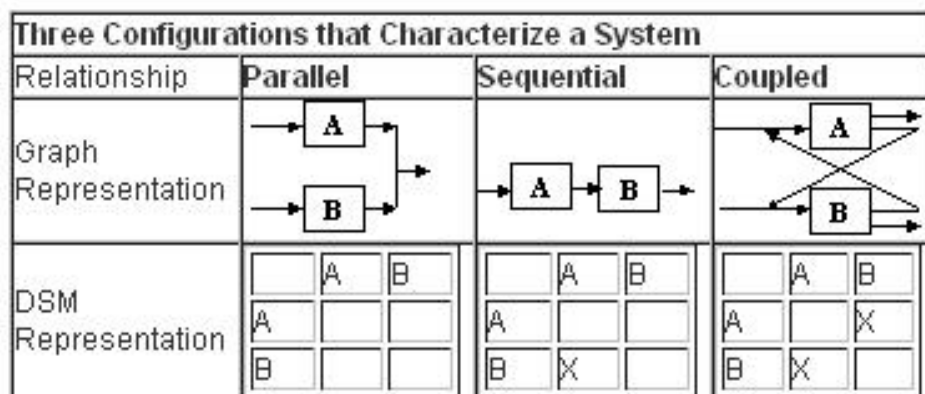 Three Configurations that Characterize a System
Relationship Parallel Sequential Coupled
Graph
Representation
A
B
A B
A
B
DSM
Representation
A B A B A B
A A A X
B B X B X